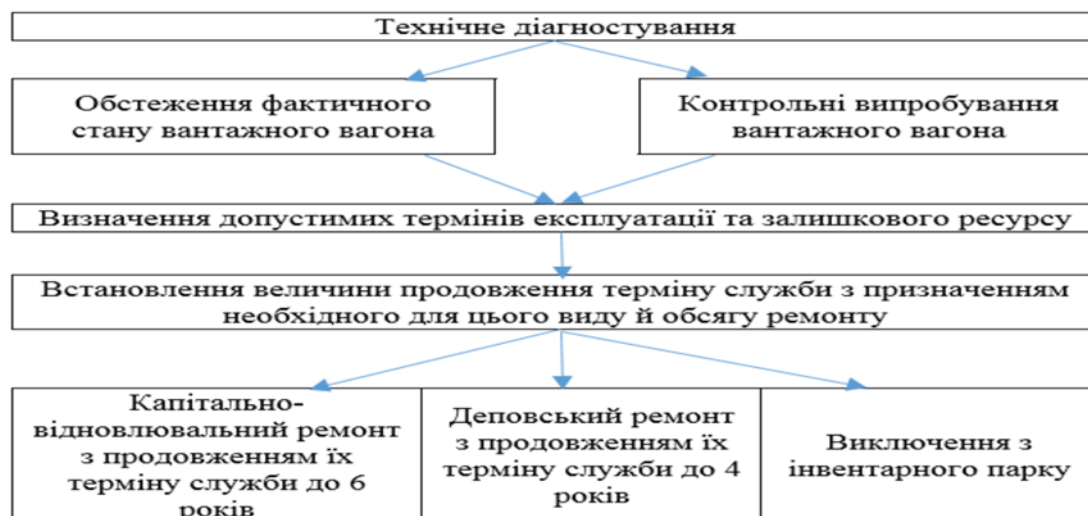 Технічне діагностування
Обстеження фактичного
стану вантажного вагона
Контрольні випробування
вантажного вагона
Визначення допустимих термінів експлуатації та залишкового ресурсу
Встановлення величини продовження терміну служби з призначенням
необхідного для цього виду й обсягу ремонту
Капітально-
відновлювальний ремонт
з продовженням їх
терміну служби до 6
років
Деповський ремонт
з продовженням їх
терміну служби до 4
років
Виключення з
інвентарного парку